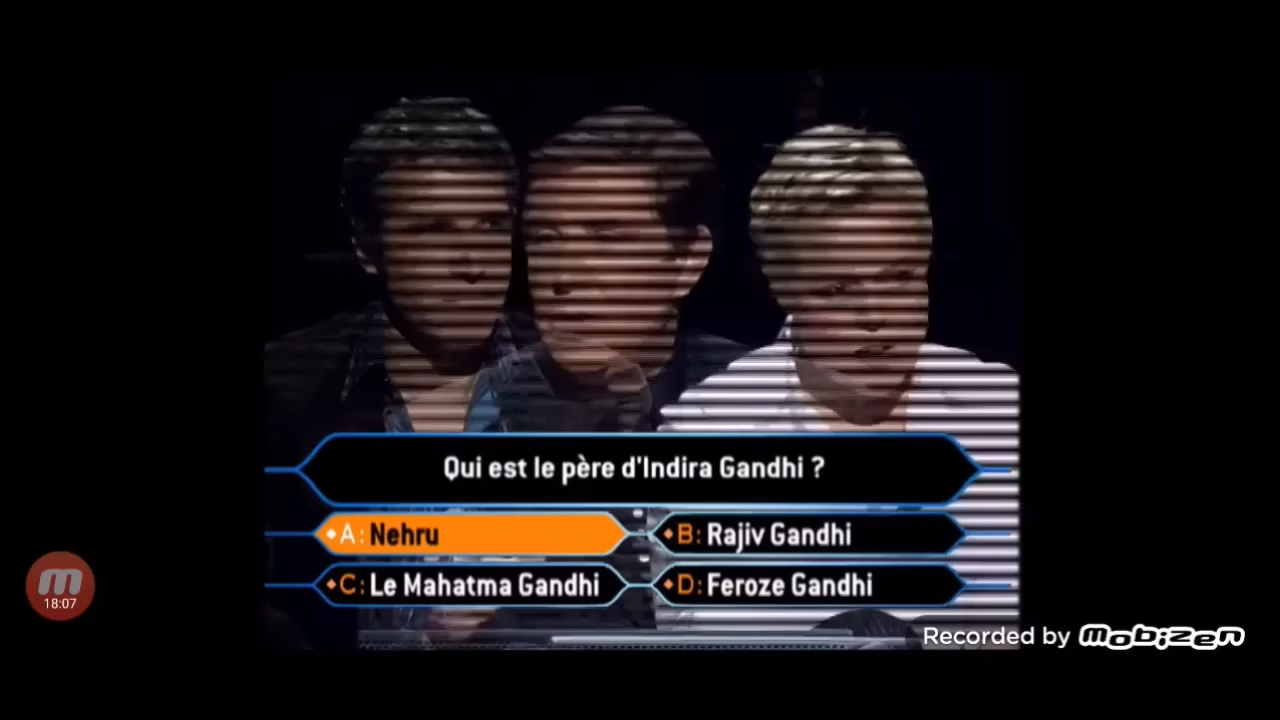 Qui est le père d'Indira Gandhi ?
A: Nehru
B: Rajiv Gandhi
C: Le Mahatma Gandhi
D: Feroze Gandhi
18:07
Recorded by mobizen